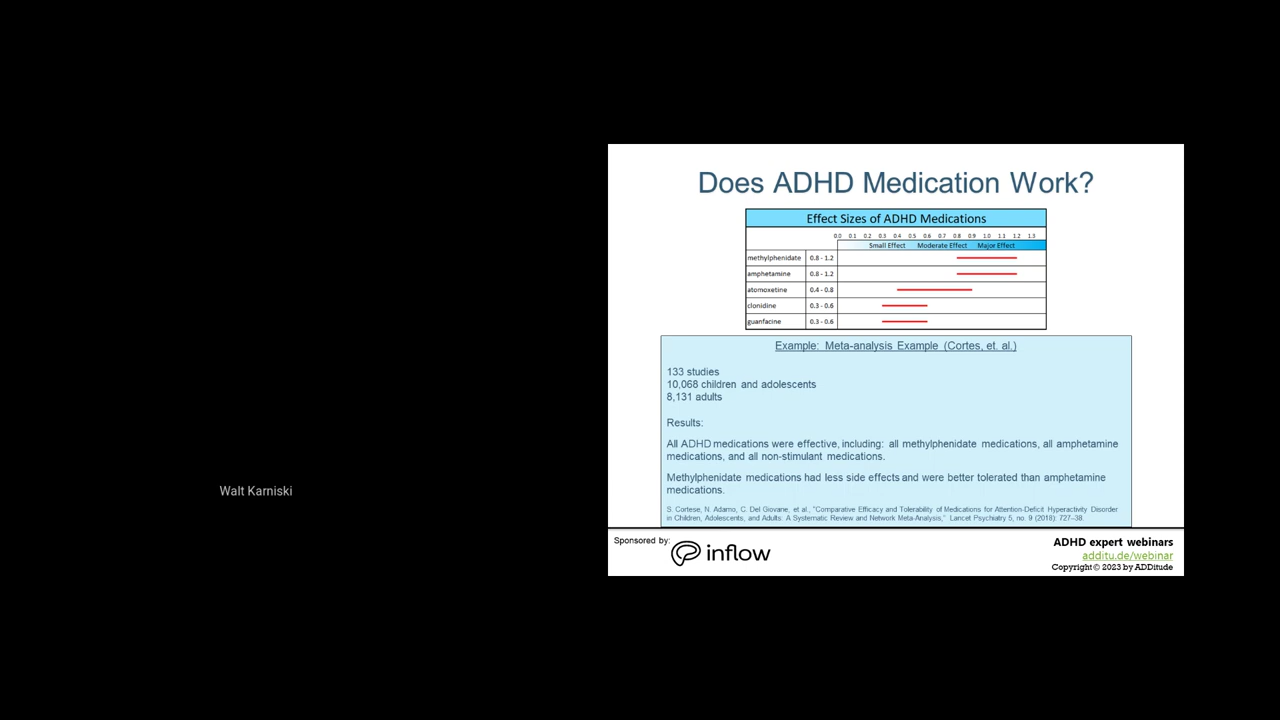 Does ADHD Medication Work?
Effect Sizes of ADHD Medications
0.0 0.1 0.2 0.3 0.4 0.5 0.6 0.7 0.8 0.9 1.0 1.1 1.2 1.3
Small Effect Moderate Effect Major Effect
methylphenidate 0.8 - 1.2
amphetamine 0.8 - 1.2
atomoxetine 0.4 - 0.8
clonidine 0.3 - 0.6
guanfacine 0.3 - 0.6
Example: Meta-analysis Example (Cortes, et. al.)
133 studies
10,068 children and adolescents
8,131 adults
Results:
All ADHD medications were effective, including: all methylphenidate medications, all amphetamine
medications, and all non-stimulant medications.
Methylphenidate medications had less side effects and were better tolerated than amphetamine
medications.
S. Cortese, N. Adamo, C. Del Giovane, et al., "Comparative Efficacy and Tolerability of Medications for Attention-Deficit Hyperactivity Disorder
in Children, Adolescents, and Adults: A Systematic Review and Network Meta-Analysis," Lancet Psychiatry 5, no. 9 (2018): 727–38.
Walt Karniski
Sponsored by:
inflow
ADHD expert webinars
additu.de/webinar
Copyright © 2023 by ADDitude